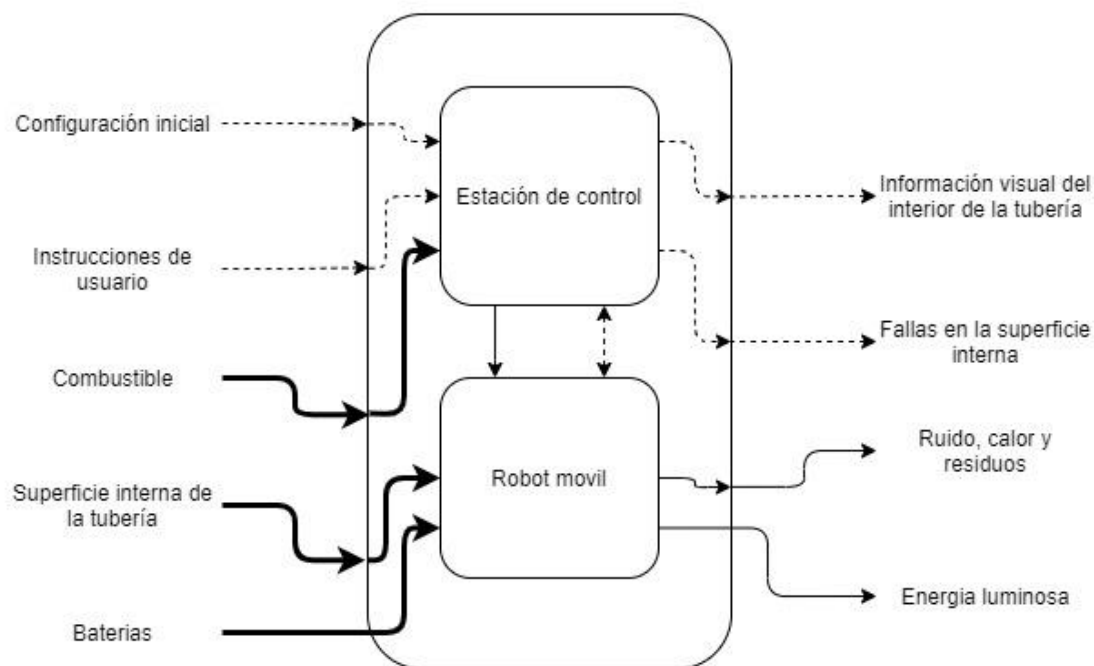 Configuración inicial
Instrucciones de
usuario
Combustible
Superficie interna de
la tubería
Baterias
Estación de control
Robot movil
Información visual del
interior de la tubería
Fallas en la superficie
interna
Ruido, calor y
residuos
Energia luminosa